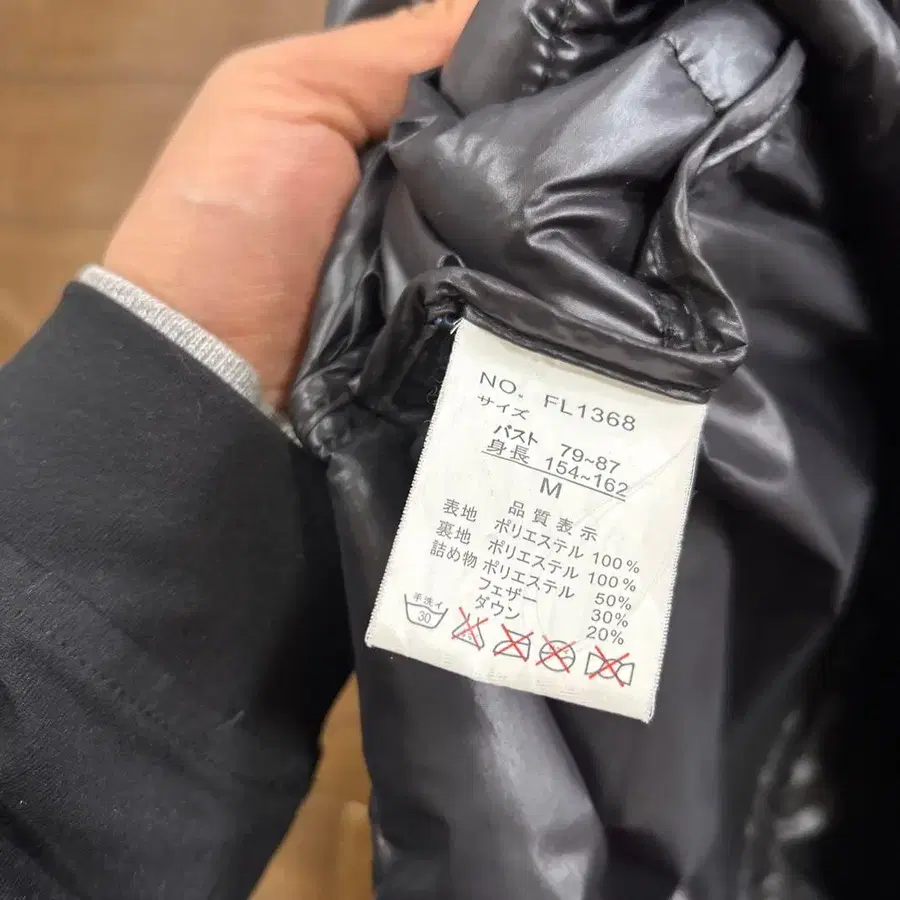 NO. FL1368
サイズ
バスト 79~87
身長 154~162
M
品質表示
表地 ポリエステル 100%
裏地 ポリエステル 100%
詰め物 ポリエステル 50%
フェザー 30%
ダウン 20%
手洗イ
30